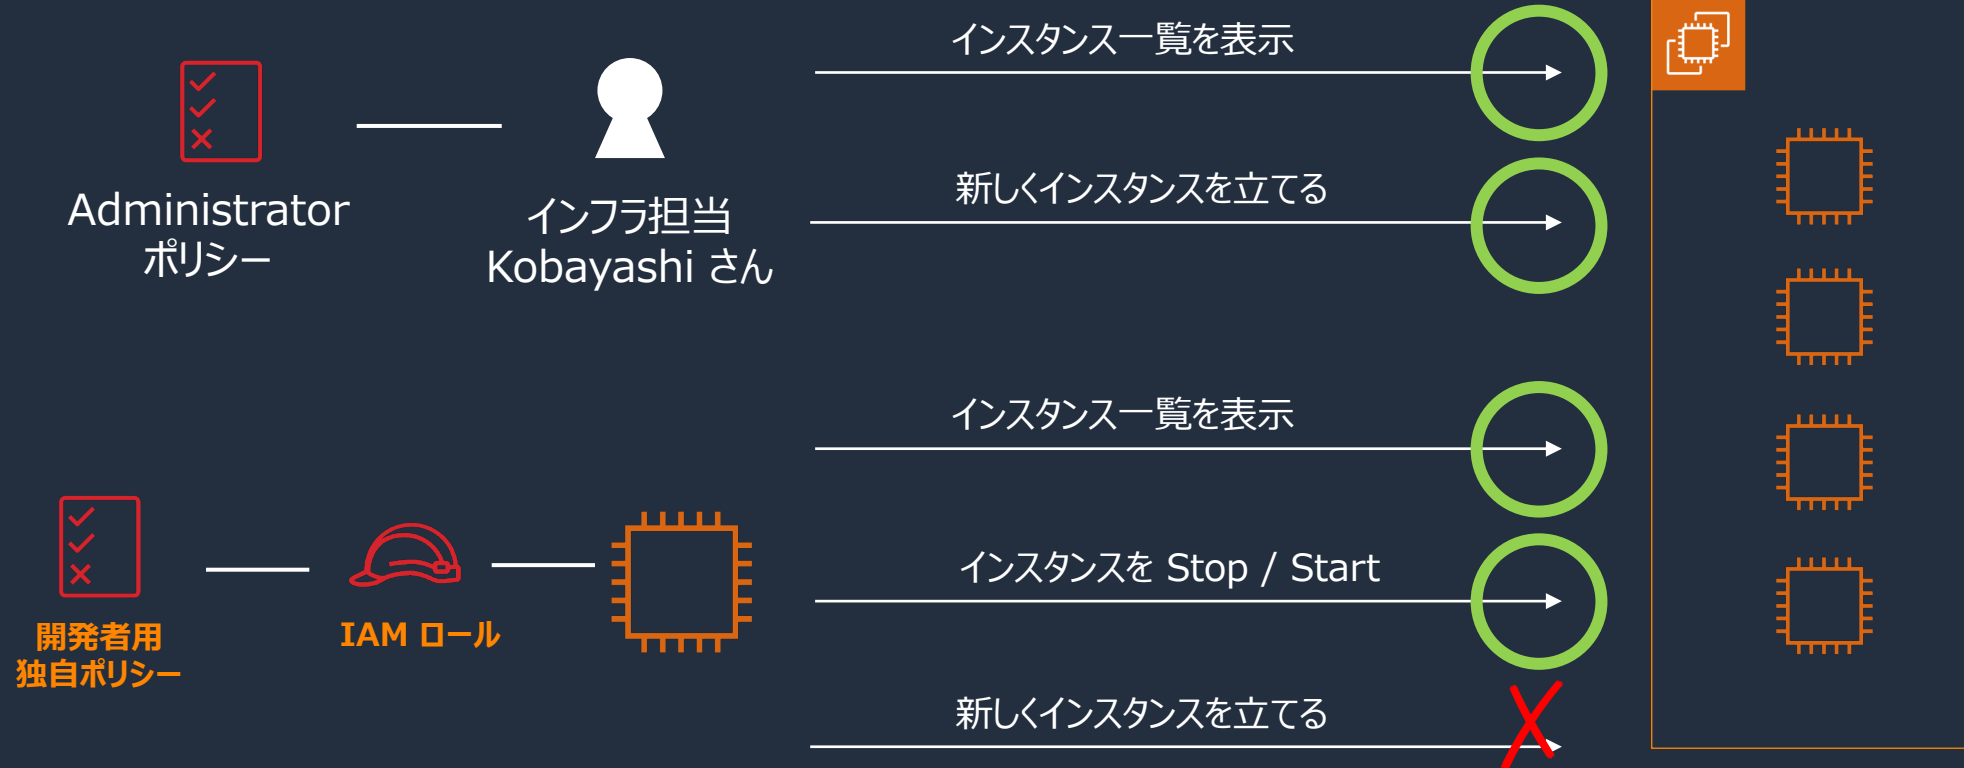 インスタンス一覧を表示
新しくインスタンスを立てる
Administrator
ポリシー
インフラ担当
Kobayashi さん
インスタンス一覧を表示
インスタンスを Stop / Start
開発者用
独自ポリシー
IAM ロール
新しくインスタンスを立てる